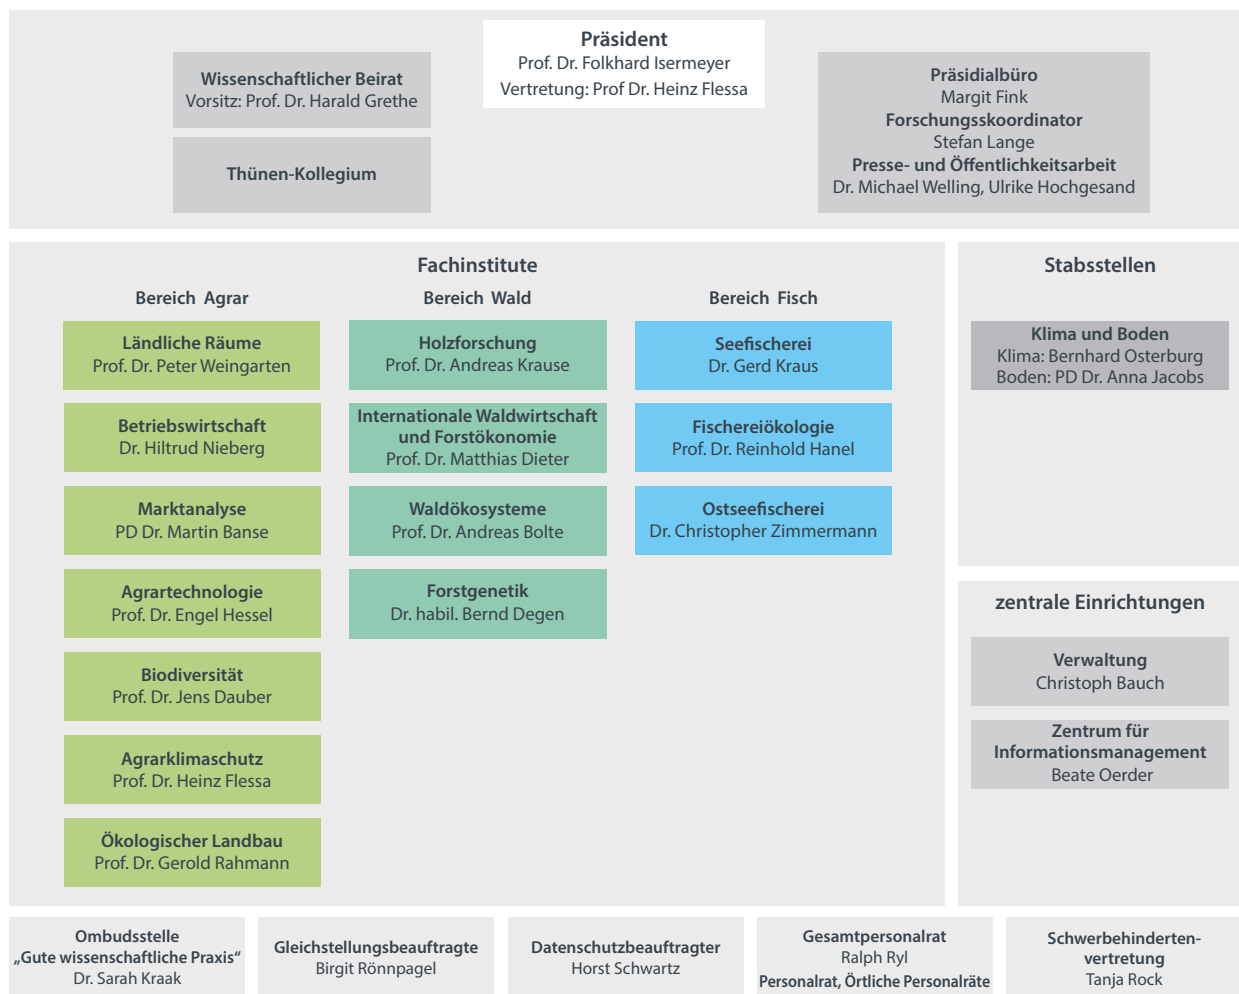 Präsident
Prof. Dr. Folkhard Isermeyer
Vertretung: Prof Dr. Heinz Flessa
Wissenschaftlicher Beirat
Vorsitz: Prof. Dr. Harald Grethe
Thünen-Kollegium
Präsidialbüro
Margit Fink
Forschungsskoordinator
Stefan Lange
Presse- und Öffentlichkeitsarbeit
Dr. Michael Welling, Ulrike Hochgesand
Fachinstitute
Bereich Agrar
Ländliche Räume
Prof. Dr. Peter Weingarten
Betriebswirtschaft
Dr. Hiltrud Nieberg
Marktanalyse
PD Dr. Martin Banse
Agrartechnologie
Prof. Dr. Engel Hessel
Biodiversität
Prof. Dr. Jens Dauber
Agrarklimaschutz
Prof. Dr. Heinz Flessa
Ökologischer Landbau
Prof. Dr. Gerold Rahmann
Bereich Wald
Holzforschung
Prof. Dr. Andreas Krause
Internationale Waldwirtschaft
und Forstökonomie
Prof. Dr. Matthias Dieter
Waldökosysteme
Prof. Dr. Andreas Bolte
Forstgenetik
Dr. habil. Bernd Degen
Bereich Fisch
Seefischerei
Dr. Gerd Kraus
Fischereiökologie
Prof. Dr. Reinhold Hanel
Ostseefischerei
Dr. Christopher Zimmermann
Stabsstellen
Klima und Boden
Klima: Bernhard Osterburg
Boden: PD Dr. Anna Jacobs
zentrale Einrichtungen
Verwaltung
Christoph Bauch
Zentrum für
Informationsmanagement
Beate Oerder
Ombudsstelle
„Gute wissenschaftliche Praxis“
Dr. Sarah Kraak
Gleichstellungsbeauftragte
Birgit Rönnpagel
Datenschutzbeauftragter
Horst Schwartz
Gesamtpersonalrat
Ralph Ryl
Personalrat, Örtliche Personalräte
Schwerbehinderten-
vertretung
Tanja Rock